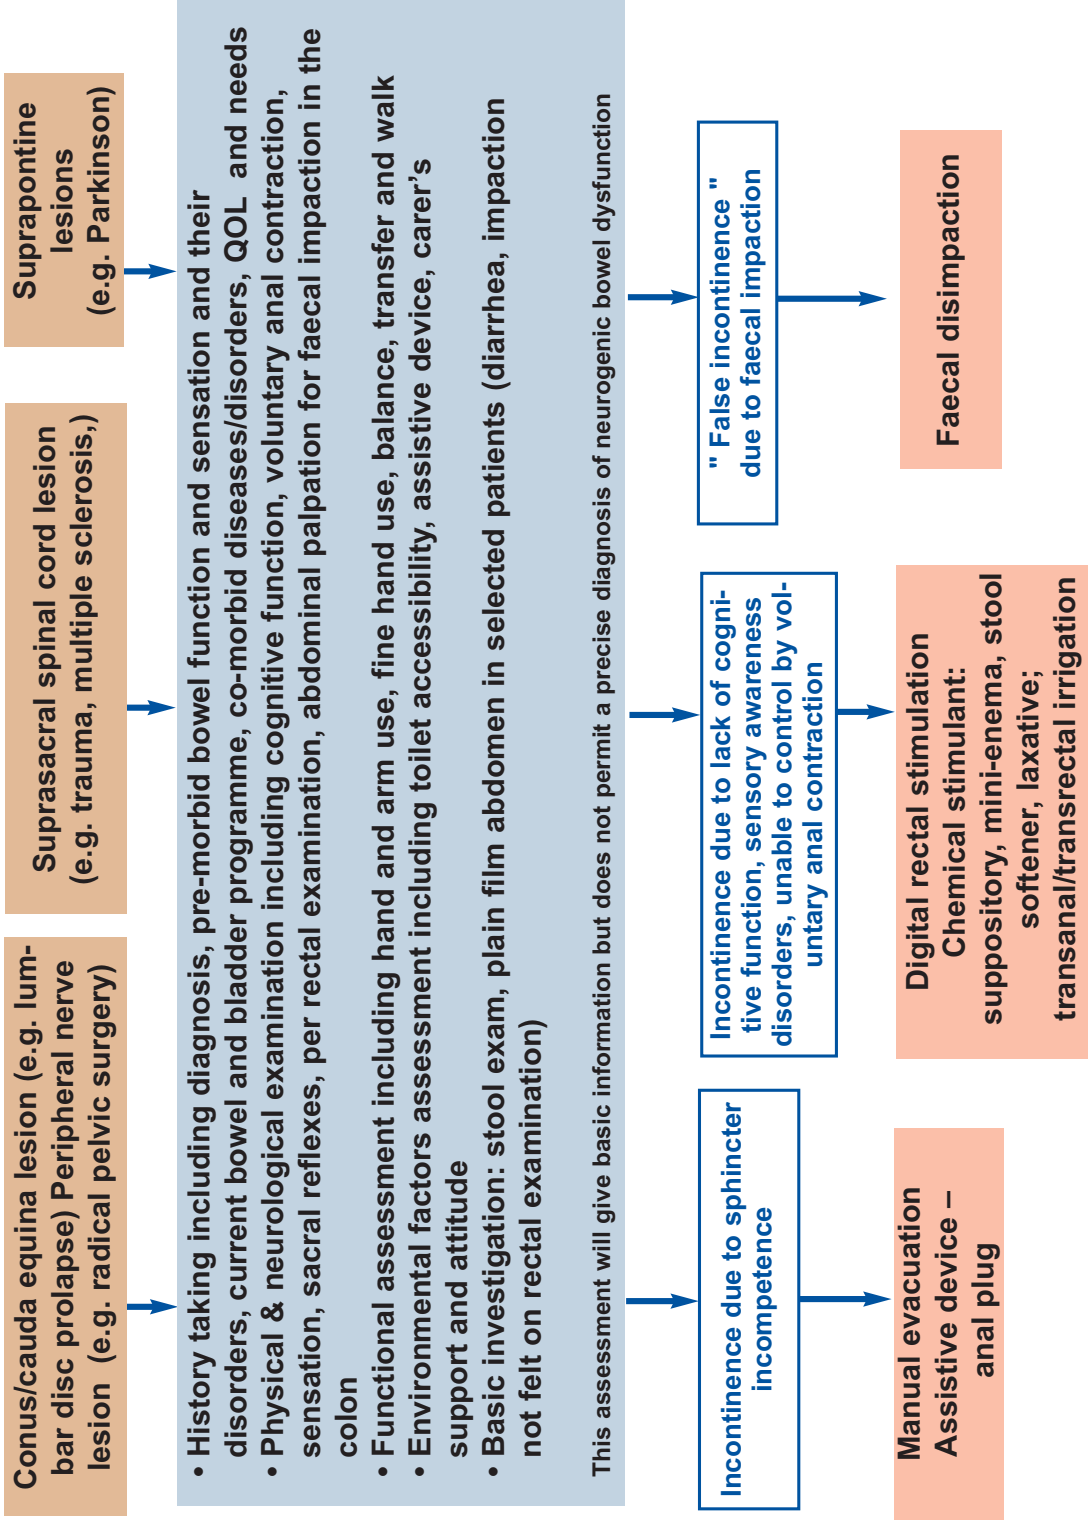 Conus/cauda equina lesion (e.g. lum-
bar disc prolapse) Peripheral nerve
lesion (e.g. radical pelvic surgery)
Suprasacral spinal cord lesion
(e.g. trauma, multiple sclerosis,)
Suprapontine
lesions
(e.g. Parkinson)
• History taking including diagnosis, pre-morbid bowel function and sensation and their
disorders, current bowel and bladder programme, co-morbid diseases/disorders, QOL and needs
• Physical & neurological examination including cognitive function, voluntary anal contraction,
sensation, sacral reflexes, per rectal examination, abdominal palpation for faecal impaction in the
colon
• Functional assessment including hand and arm use, fine hand use, balance, transfer and walk
• Environmental factors assessment including toilet accessibility, assistive device, carer’s
support and attitude
• Basic investigation: stool exam, plain film abdomen in selected patients (diarrhea, impaction
not felt on rectal examination)
This assessment will give basic information but does not permit a precise diagnosis of neurogenic bowel dysfunction
Incontinence due to sphincter
incompetence
Incontinence due to lack of cogni-
tive function, sensory awareness
disorders, unable to control by vol-
untary anal contraction
" False incontinence "
due to faecal impaction
Manual evacuation
Assistive device –
anal plug
Digital rectal stimulation
Chemical stimulant:
suppository, mini-enema, stool
softener, laxative;
transanal/transrectal irrigation
Faecal disimpaction